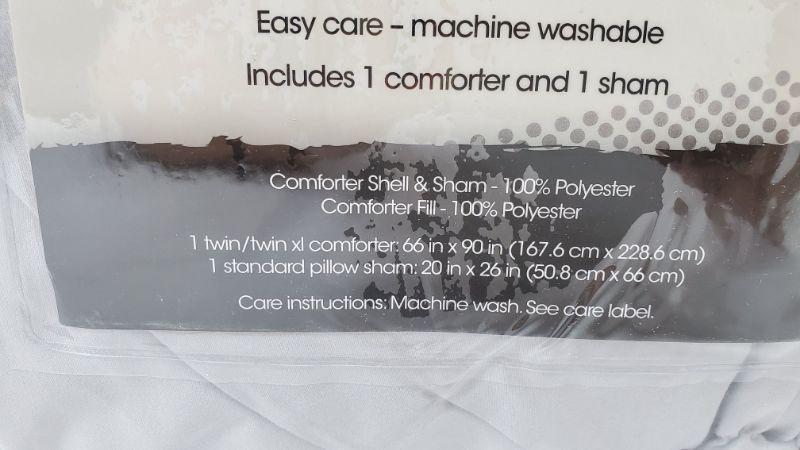 Easy care – machine washable
Includes 1 comforter and 1 sham
Comforter Shell & Sham - 100% Polyester
Comforter Fill - 100% Polyester
1 twin/twin xl comforter: 66 in x 90 in (167.6 cm x 228.6 cm)
1 standard pillow sham: 20 in x 26 in (50.8 cm x 66 cm)
Care instructions: Machine wash. See care label.